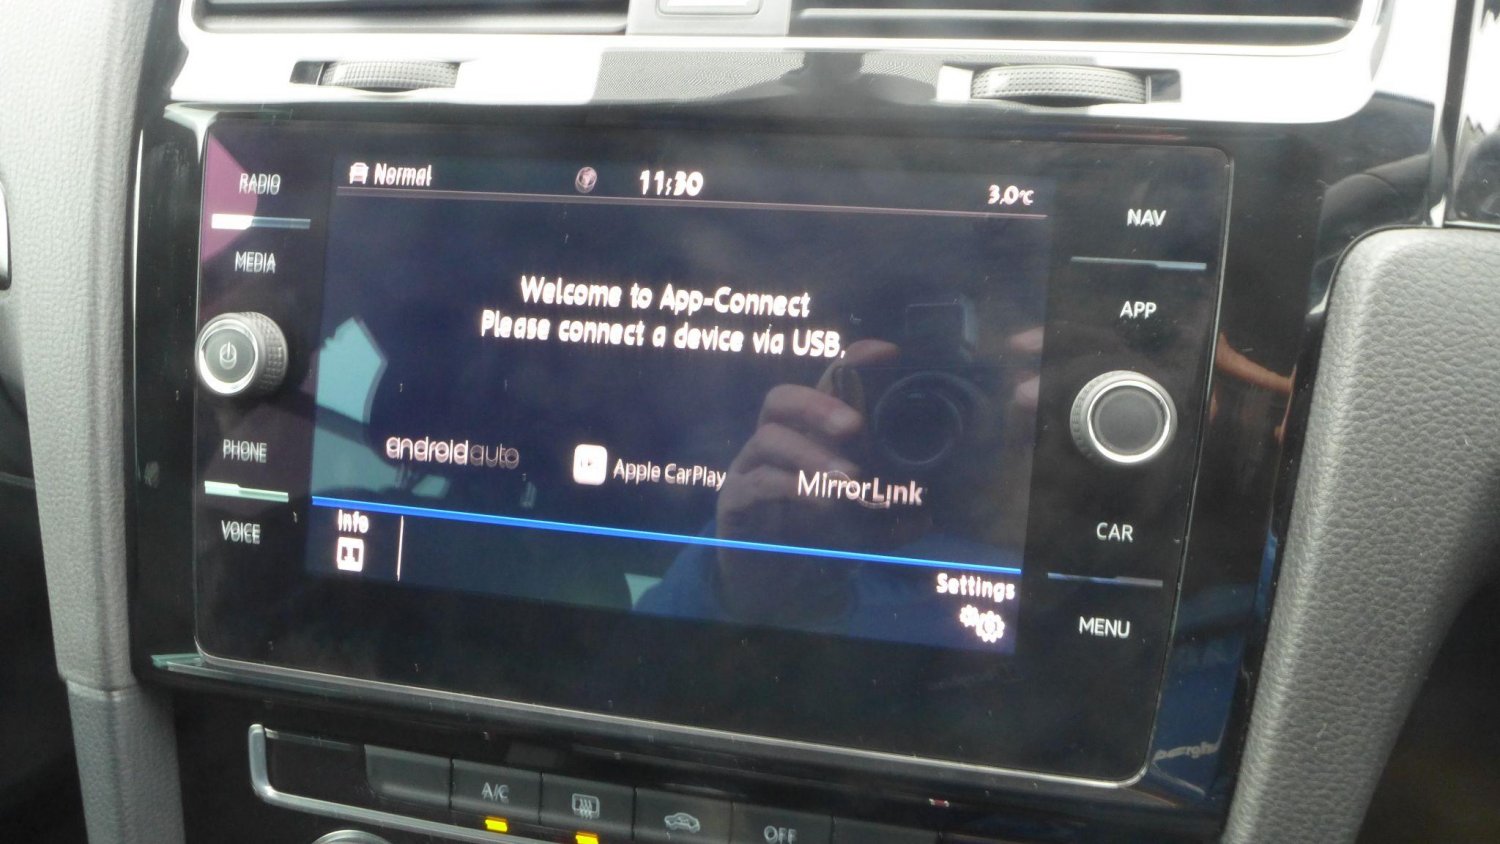 RADIO
MEDIA
PHONE
VOICE
Normal
11:30
3.0°C
Welcome to App-Connect
Please connect a device via USB.
androidauto
Apple CarPlay
MirrorLink
Info
Settings
NAV
APP
CAR
MENU
A/C
OFF